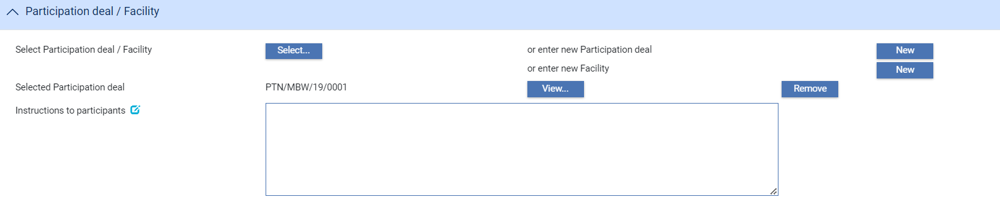 Participation deal / Facility
Select Participation deal / Facility Select... or enter new Participation deal New
or enter new Facility New
Selected Participation deal PTN/MBW/19/0001 View... Remove
Instructions to participants